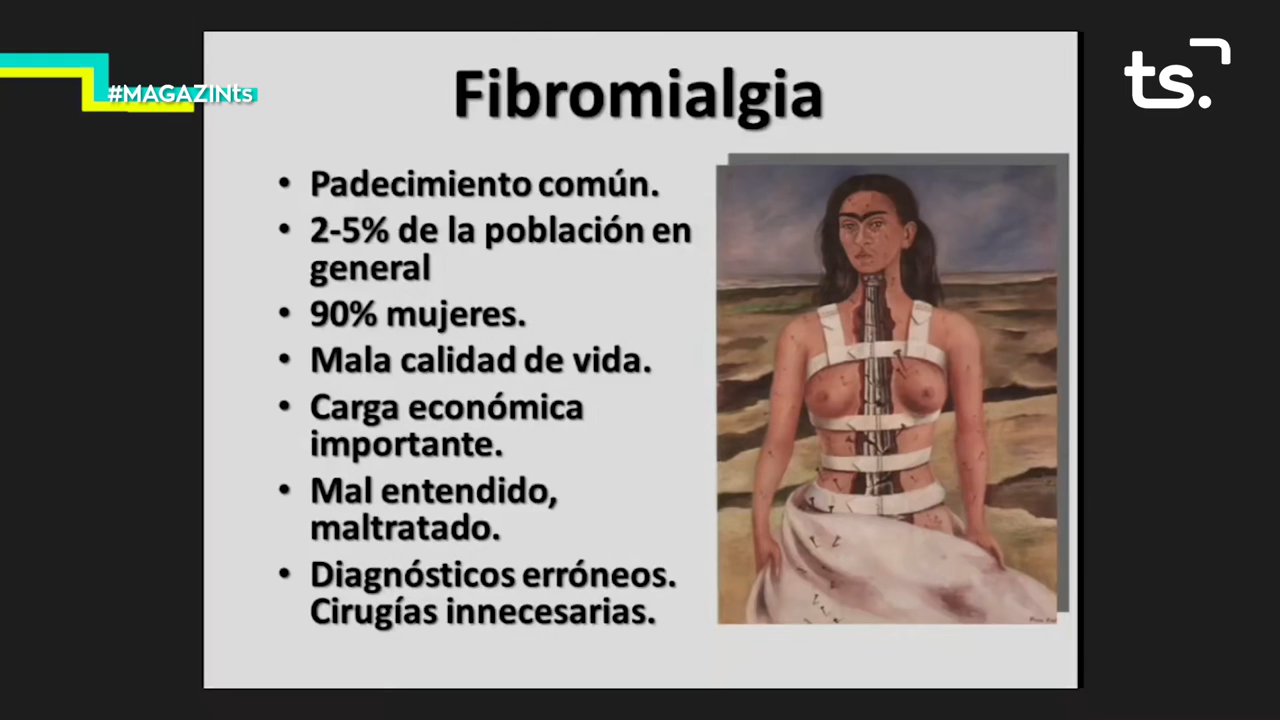 #MAGAZINts
ts.
Fibromialgia
• Padecimiento común.
• 2-5% de la población en
general
• 90% mujeres.
• Mala calidad de vida.
• Carga económica
importante.
• Mal entendido,
maltratado.
• Diagnósticos erróneos.
Cirugías innecesarias.